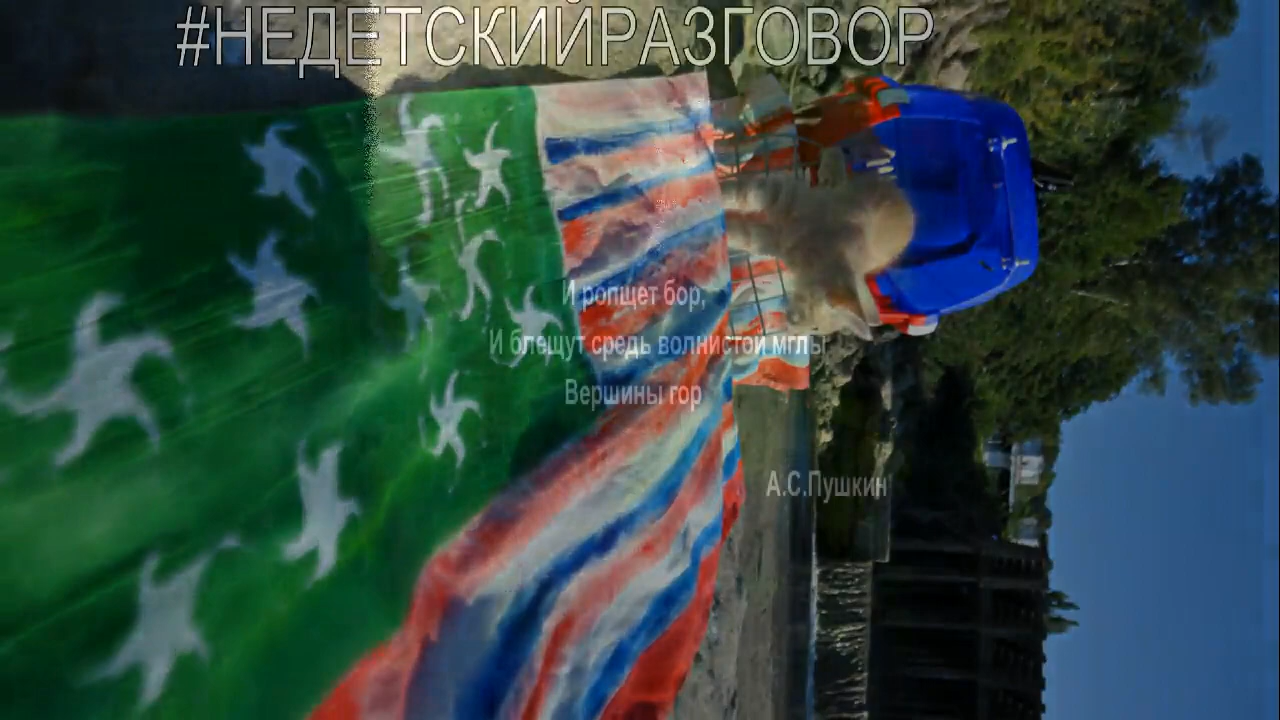 #НЕДЕТСКИЙРАЗГОВОР
И ропщет бор,
И блещут средь волнистой мглы
Вершины гор
А.С.Пушкин